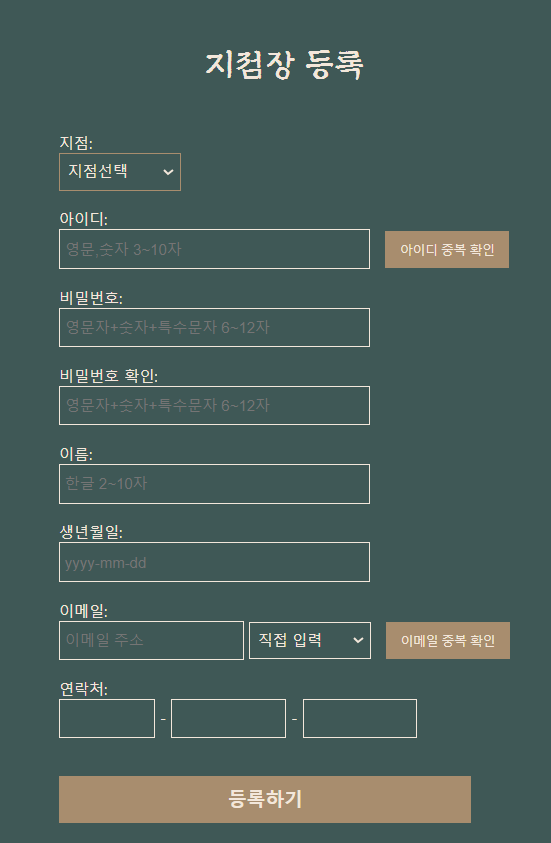 지점장 등록
지점:
지점선택
아이디:
영문,숫자 3~10자 아이디 중복 확인
비밀번호:
영문자+숫자+특수문자 6~12자
비밀번호 확인:
영문자+숫자+특수문자 6~12자
이름:
한글 2~10자
생년월일:
yyyy-mm-dd
이메일:
이메일 주소 직접 입력 이메일 중복 확인
연락처:
- -
등록하기